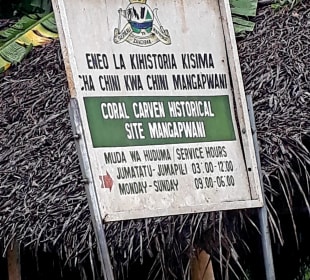 ZANZIBAR
ENEO LA KIHISTORIA KISIMA
CHA CHINI KWA CHINI MANGAPWANI
CORAL CARVEN HISTORICAL
SITE MANGAPWANI
MUDA WA HUDUMA / SERVICE HOURS
JUMATATU-JUMAPILI 03:00-12:00
MONDAY-SUNDAY 09:00-06:00